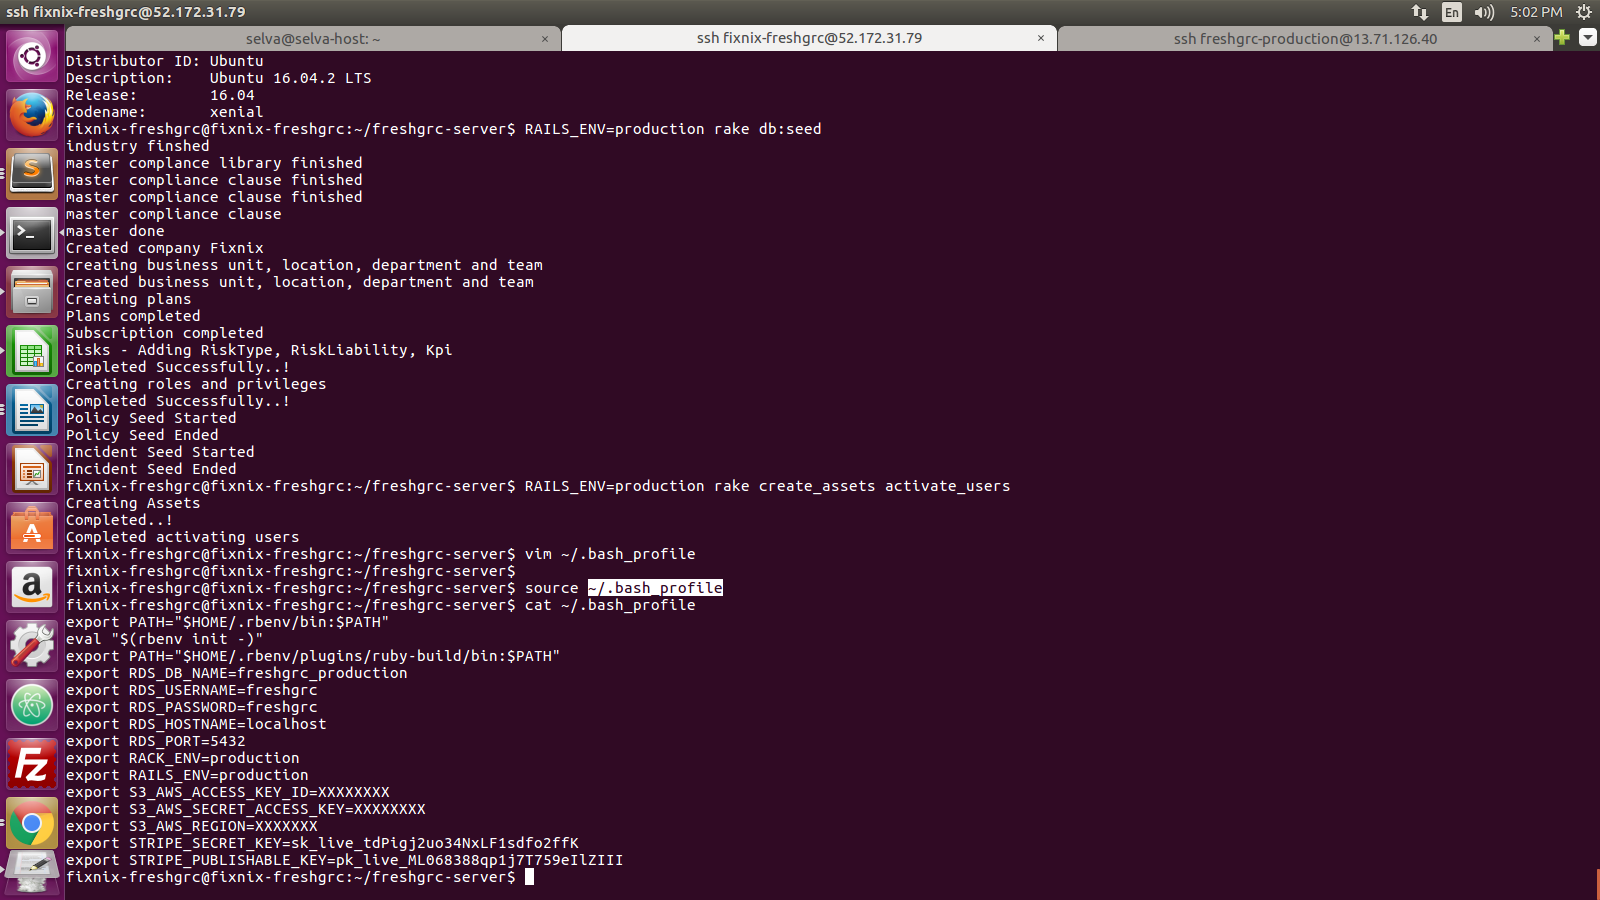 ssh fixnix-freshgrc@52.172.31.79
En
5:02 PM
selva@selva-host: ~
×
ssh fixnix-freshgrc@52.172.31.79
×
ssh freshgrc-production@13.71.126.40
×
Distributor ID: Ubuntu
Description:    Ubuntu 16.04.2 LTS
Release:        16.04
Codename:       xenial
fixnix-freshgrc@fixnix-freshgrc:~/freshgrc-server$ RAILS_ENV=production rake db:seed
industry finshed
master complance library finished
master compliance clause finished
master compliance clause finished
master compliance clause
master done
Created company Fixnix
creating business unit, location, department and team
created business unit, location, department and team
Creating plans
Plans completed
Subscription completed
Risks - Adding RiskType, RiskLiability, Kpi
Completed Successfully..!
Creating roles and privileges
Completed Successfully..!
Policy Seed Started
Policy Seed Ended
Incident Seed Started
Incident Seed Ended
fixnix-freshgrc@fixnix-freshgrc:~/freshgrc-server$ RAILS_ENV=production rake create_assets activate_users
Creating Assets
Completed..!
Completed activating users
fixnix-freshgrc@fixnix-freshgrc:~/freshgrc-server$ vim ~/.bash_profile
fixnix-freshgrc@fixnix-freshgrc:~/freshgrc-server$
fixnix-freshgrc@fixnix-freshgrc:~/freshgrc-server$ source ~/.bash_profile
fixnix-freshgrc@fixnix-freshgrc:~/freshgrc-server$ cat ~/.bash_profile
export PATH="$HOME/.rbenv/bin:$PATH"
eval "$(rbenv init -)"
export PATH="$HOME/.rbenv/plugins/ruby-build/bin:$PATH"
export RDS_DB_NAME=freshgrc_production
export RDS_USERNAME=freshgrc
export RDS_PASSWORD=freshgrc
export RDS_HOSTNAME=localhost
export RDS_PORT=5432
export RACK_ENV=production
export RAILS_ENV=production
export S3_AWS_ACCESS_KEY_ID=XXXXXXXX
export S3_AWS_SECRET_ACCESS_KEY=XXXXXXXX
export S3_AWS_REGION=XXXXXXX
export STRIPE_SECRET_KEY=sk_live_tdPigj2uo34NxLF1sdfo2ffK
export STRIPE_PUBLISHABLE_KEY=pk_live_ML068388qp1j7T759eIlZIII
fixnix-freshgrc@fixnix-freshgrc:~/freshgrc-server$